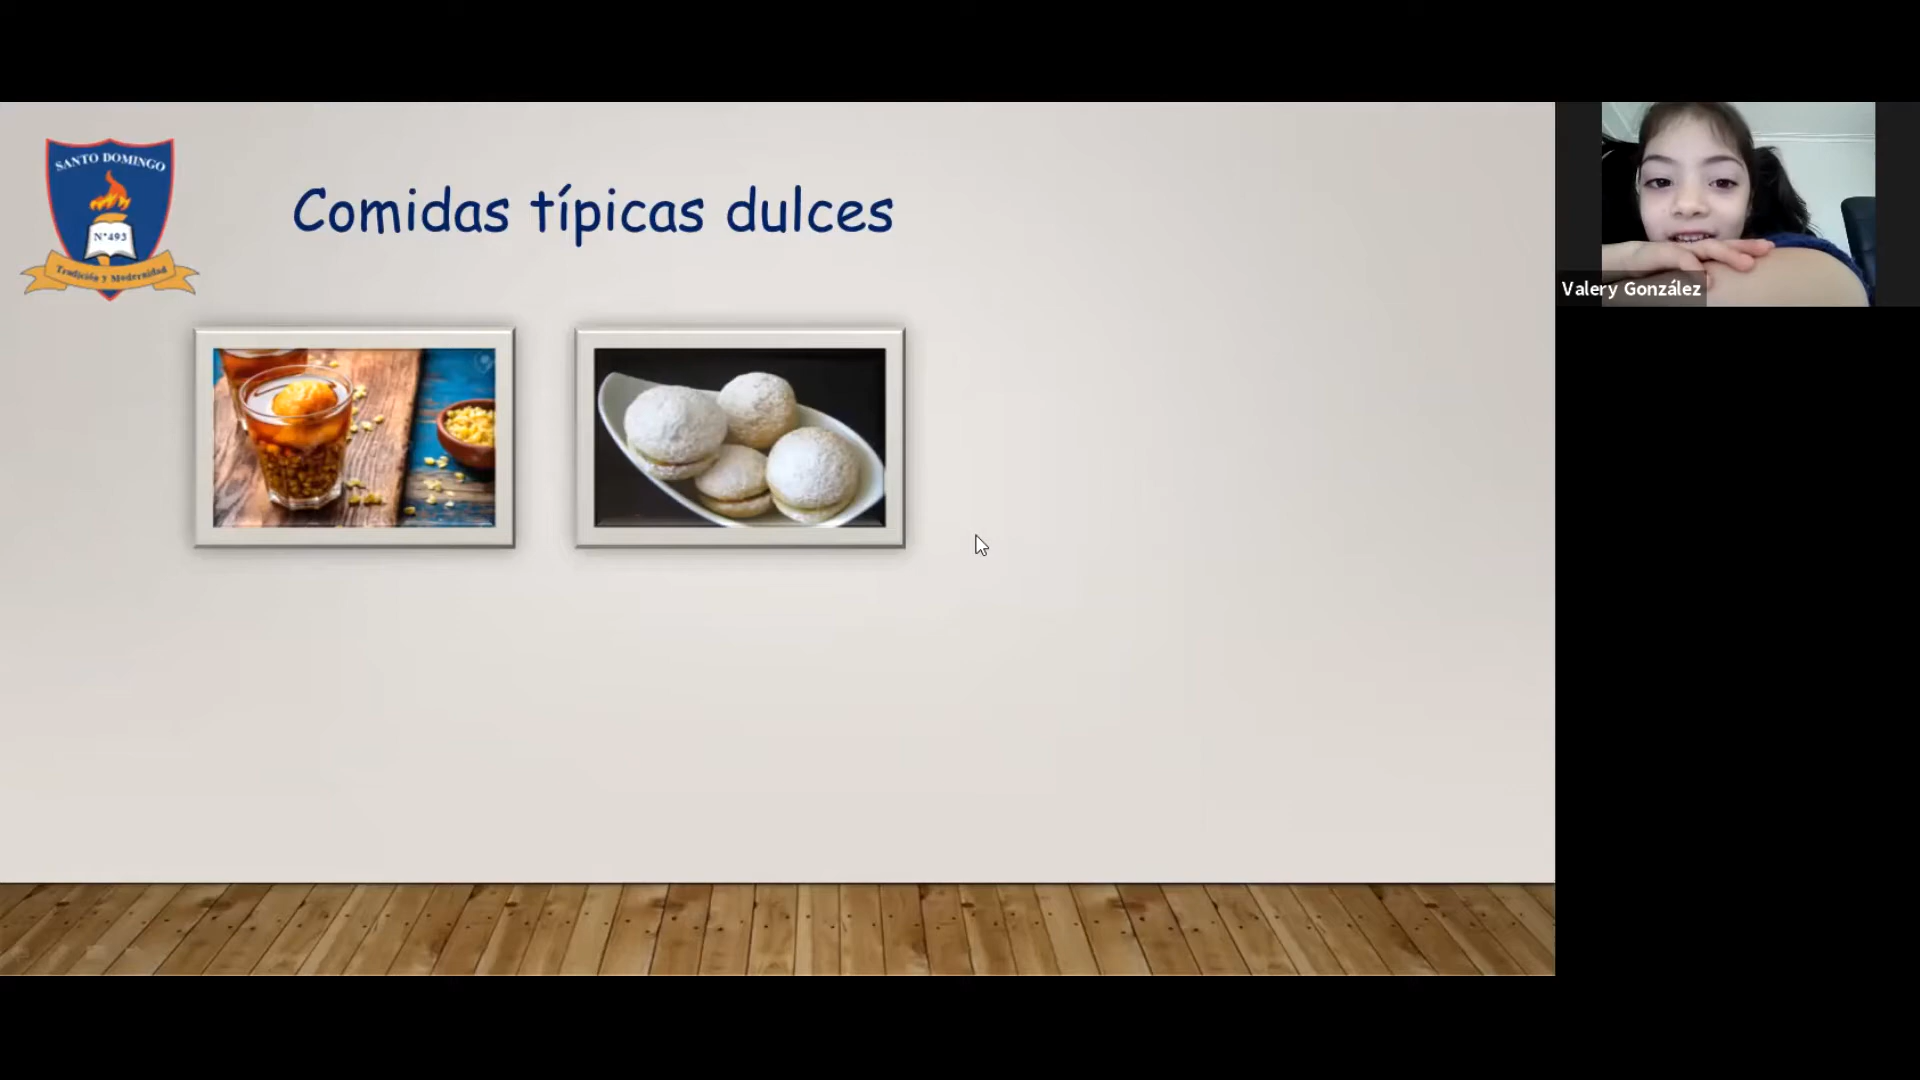 SANTO DOMINGO
N°493
Tradición y Modernidad
Comidas típicas dulces
Valery González